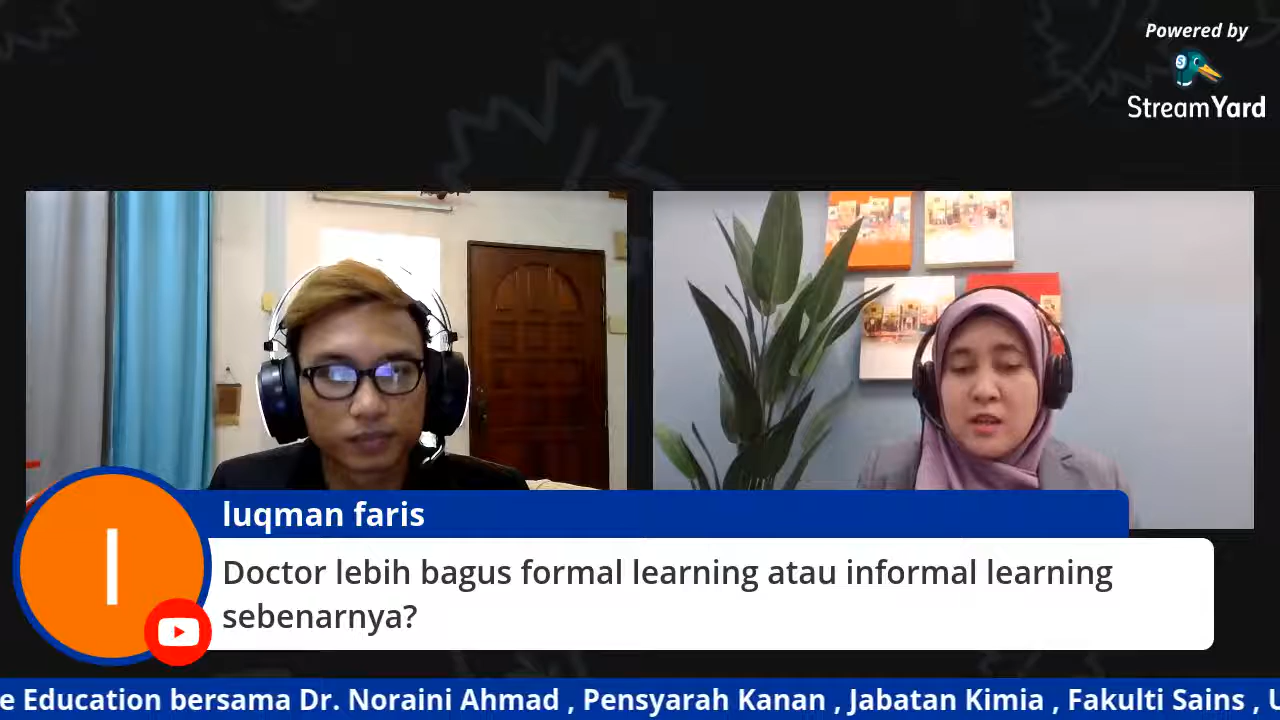 Powered by
StreamYard
luqman faris
Doctor lebih bagus formal learning atau informal learning
sebenarnya?
e Education bersama Dr. Noraini Ahmad , Pensyarah Kanan , Jabatan Kimia , Fakulti Sains , U